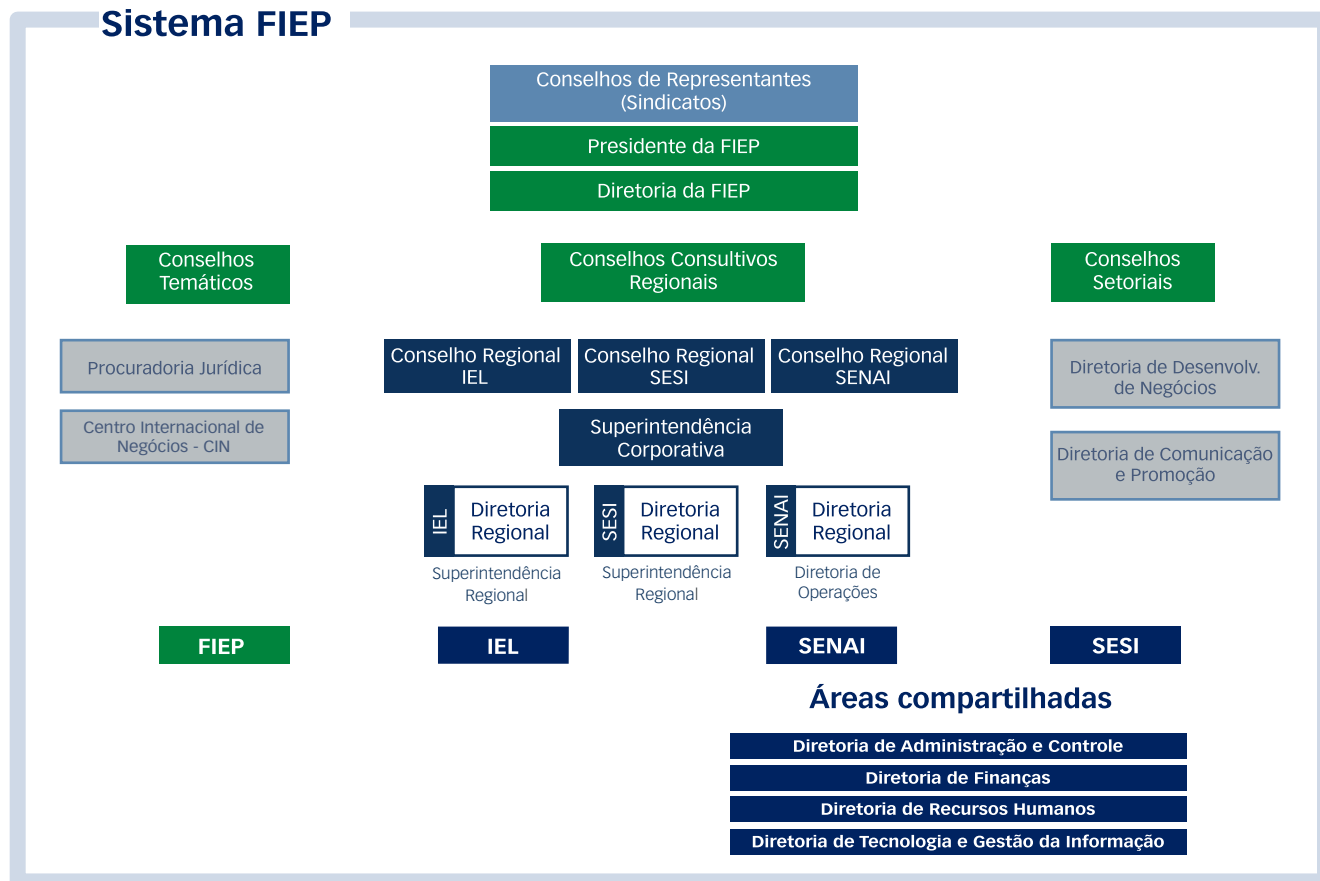 Sistema FIEP
Conselhos de Representantes
(Sindicatos)
Presidente da FIEP
Diretoria da FIEP
Conselhos
Temáticos
Conselhos Consultivos
Regionais
Conselhos
Setoriais
Procuradoria Jurídica
Centro Internacional de
Negócios - CIN
Conselho Regional
IEL
Conselho Regional
SESI
Conselho Regional
SENAI
Diretoria de Desenvolv.
de Negócios
Diretoria de Comunicação
e Promoção
Superintendência
Corporativa
IEL
Diretoria
Regional
Superintendência
Regional
SESI
Diretoria
Regional
Superintendência
Regional
SENAI
Diretoria
Regional
Diretoria de
Operações
FIEP
IEL
SENAI
SESI
Áreas compartilhadas
Diretoria de Administração e Controle
Diretoria de Finanças
Diretoria de Recursos Humanos
Diretoria de Tecnologia e Gestão da Informação